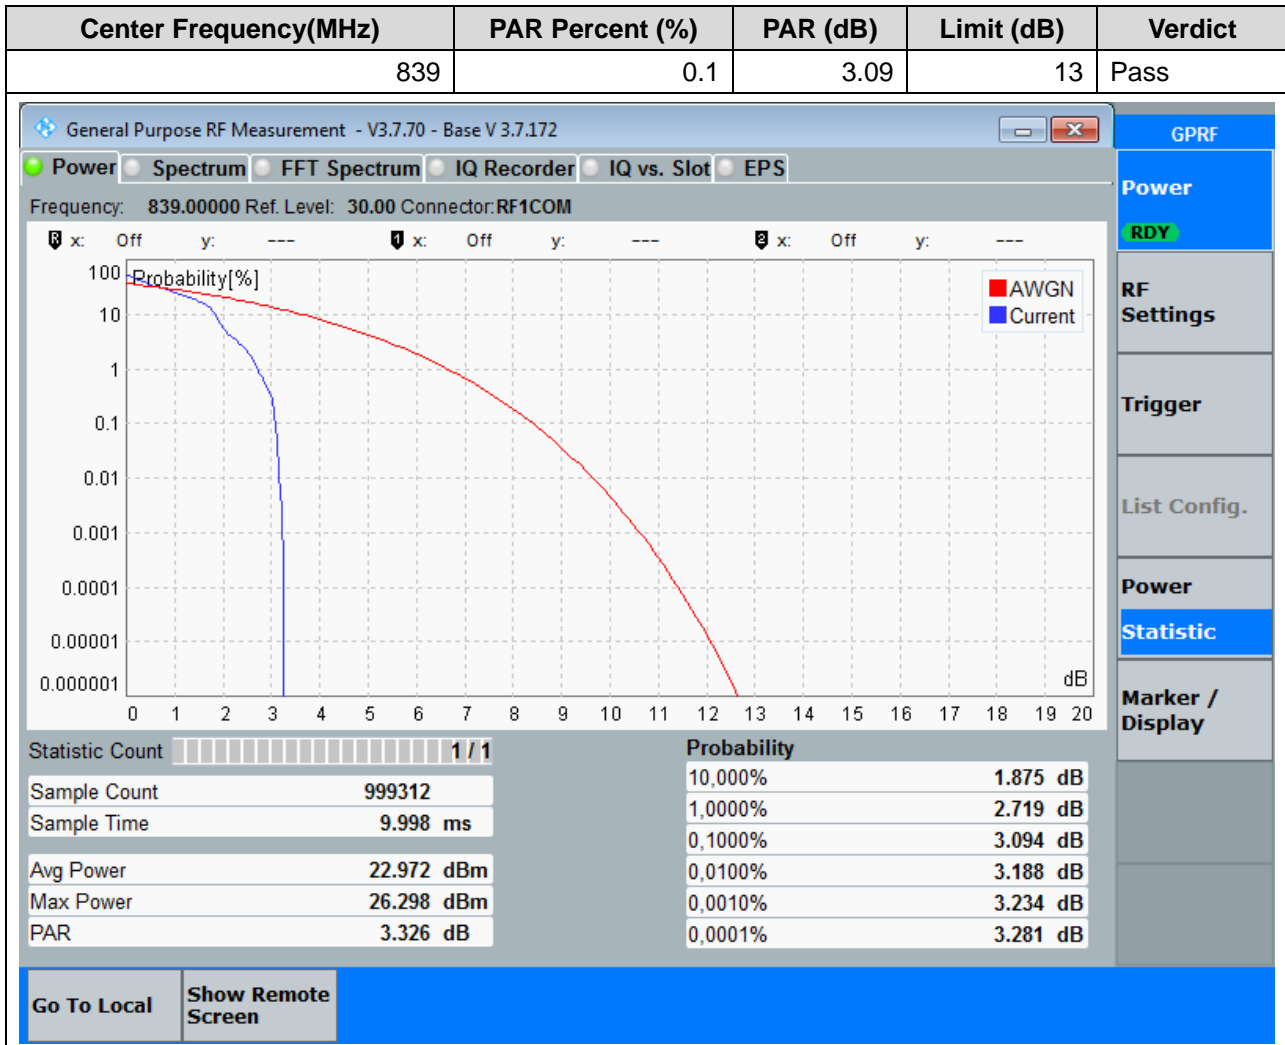 Center Frequency(MHz) PAR Percent (%) PAR (dB) Limit (dB) Verdict
839 0.1 3.09 13 Pass
General Purpose RF Measurement - V3.7.70 - Base V 3.7.172
GPRF
Power Spectrum FFT Spectrum IQ Recorder IQ vs. Slot EPS
Frequency: 839.00000 Ref. Level: 30.00 Connector: RF1COM
R x: Off y: --- 1 x: Off y: --- 2 x: Off y: ---
Probability[%]
AWGN
Current
100
10
1
0.1
0.01
0.001
0.0001
0.00001
0.000001
dB
0 1 2 3 4 5 6 7 8 9 10 11 12 13 14 15 16 17 18 19 20
Statistic Count 1 / 1
Sample Count 999312
Sample Time 9.998 ms
Avg Power 22.972 dBm
Max Power 26.298 dBm
PAR 3.326 dB
Probability
10,000% 1.875 dB
1,0000% 2.719 dB
0,1000% 3.094 dB
0,0100% 3.188 dB
0,0010% 3.234 dB
0,0001% 3.281 dB
Power
RDY
RF
Settings
Trigger
List Config.
Power
Statistic
Marker /
Display
Go To Local
Show Remote
Screen